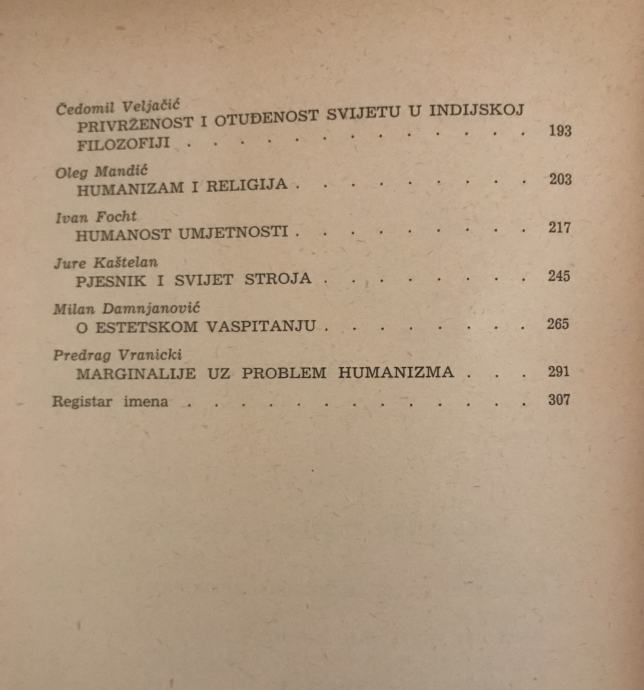 Čedomil Veljačić
PRIVRŽENOST I OTUĐENOST SVIJETU U INDIJSKOJ
FILOZOFIJI . . . . . . . . . . . . . 193
Oleg Mandić
HUMANIZAM I RELIGIJA . . . . . . . . . 203
Ivan Focht
HUMANOST UMJETNOSTI . . . . . . . . . 217
Jure Kaštelan
PJESNIK I SVIJET STROJA . . . . . . . . 245
Milan Damnjanović
O ESTETSKOM VASPITANJU . . . . . . . . 265
Predrag Vranicki
MARGINALIJE UZ PROBLEM HUMANIZMA . . . 291
Registar imena . . . . . . . . . . . . . 307